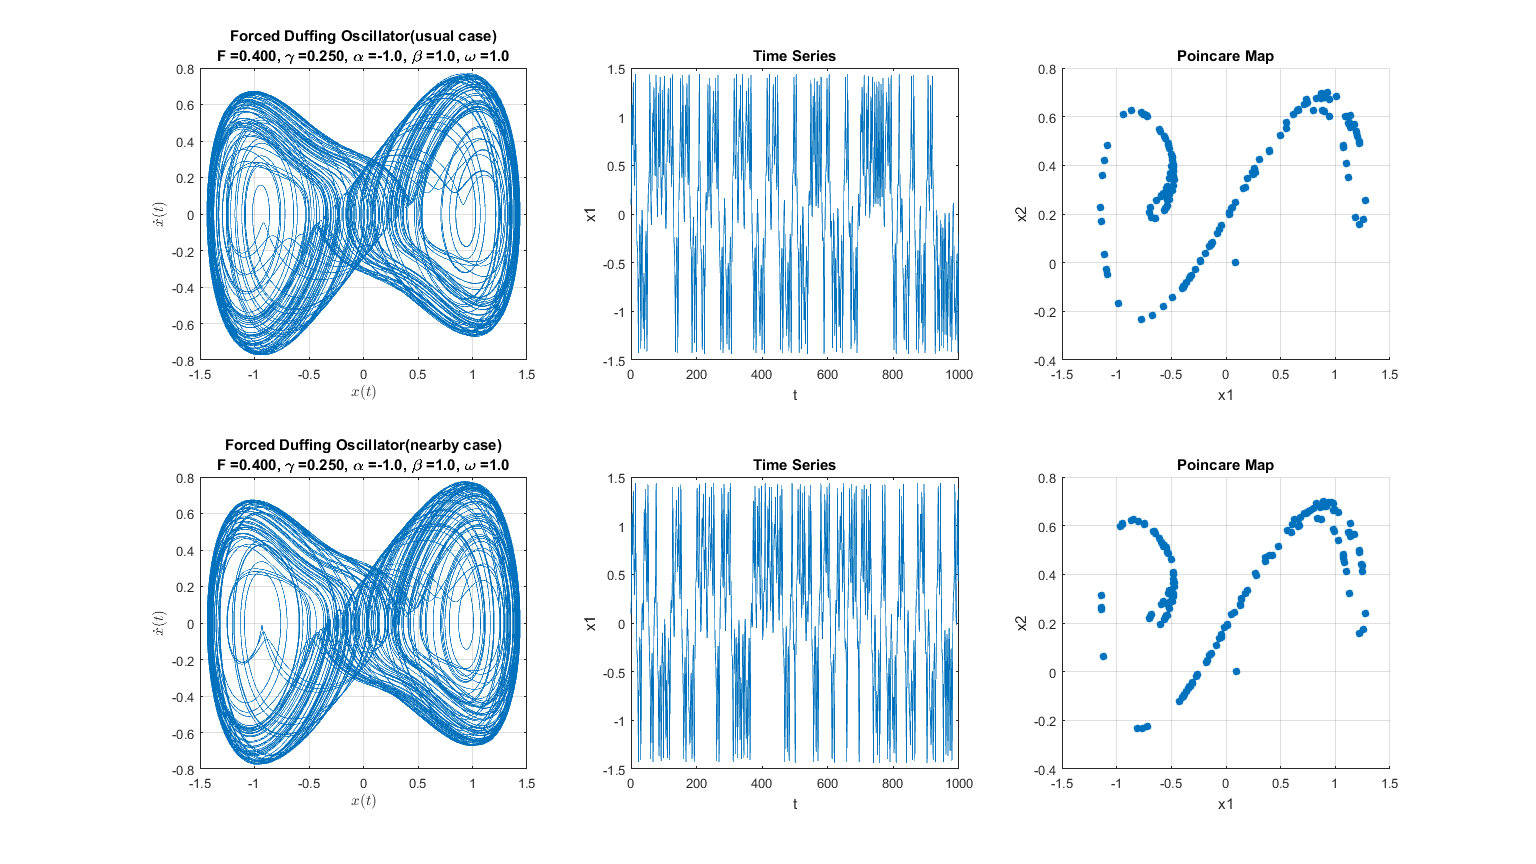 Forced Duffing Oscillator(usual case)
F =0.400, γ =0.250, α =-1.0, β =1.0, ω =1.0
0.8
0.6
0.4
0.2
0
-0.2
-0.4
-0.6
-0.8
ẋ(t)
-1.5 -1 -0.5 0 0.5 1 1.5
x(t)
Time Series
1.5
1
0.5
0
-0.5
-1
-1.5
x1
0 200 400 600 800 1000
t
Poincare Map
0.8
0.6
0.4
0.2
0
-0.2
-0.4
x2
-1.5 -1 -0.5 0 0.5 1 1.5
x1
Forced Duffing Oscillator(nearby case)
F =0.400, γ =0.250, α =-1.0, β =1.0, ω =1.0
0.8
0.6
0.4
0.2
0
-0.2
-0.4
-0.6
-0.8
ẋ(t)
-1.5 -1 -0.5 0 0.5 1 1.5
x(t)
Time Series
1.5
1
0.5
0
-0.5
-1
-1.5
x1
0 200 400 600 800 1000
t
Poincare Map
0.8
0.6
0.4
0.2
0
-0.2
-0.4
x2
-1.5 -1 -0.5 0 0.5 1 1.5
x1